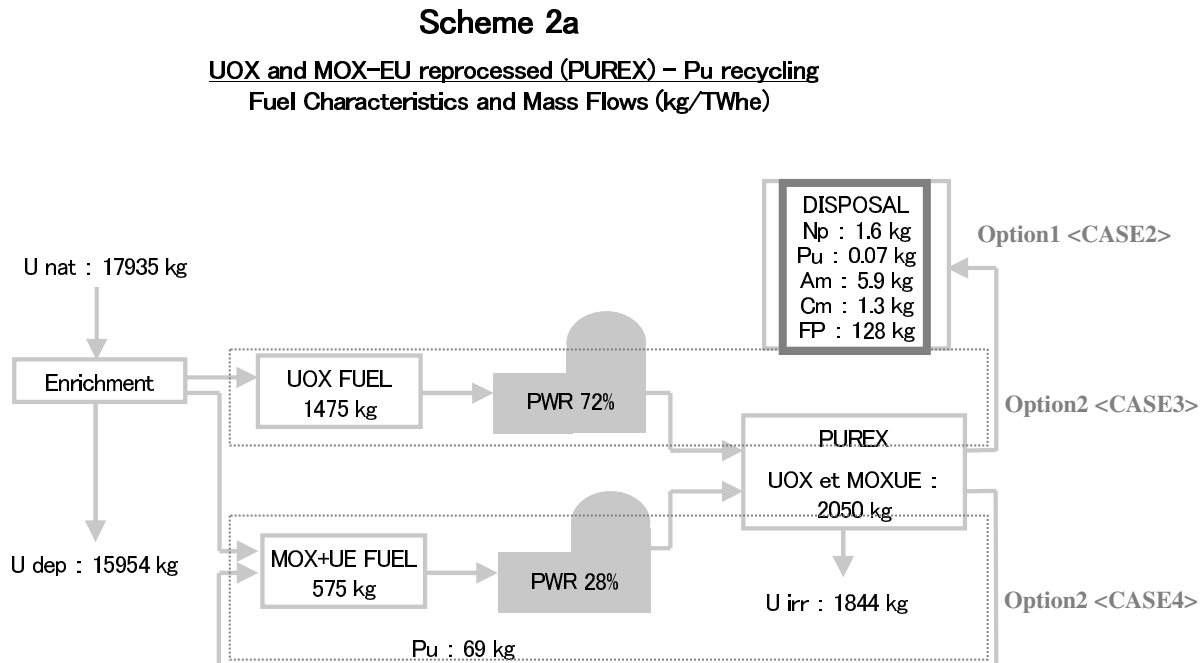 Scheme 2a
UOX and MOX-EU reprocessed (PUREX) – Pu recycling
Fuel Characteristics and Mass Flows (kg/TWhe)
DISPOSAL
Np : 1.6 kg
Pu : 0.07 kg
Am : 5.9 kg
Cm : 1.3 kg
FP : 128 kg
Option1 <CASE2>
U nat : 17935 kg
Enrichment
UOX FUEL
1475 kg
PWR 72%
Option2 <CASE3>
PUREX
UOX et MOXUE :
2050 kg
U dep : 15954 kg
MOX+UE FUEL
575 kg
PWR 28%
U irr : 1844 kg
Option2 <CASE4>
Pu : 69 kg